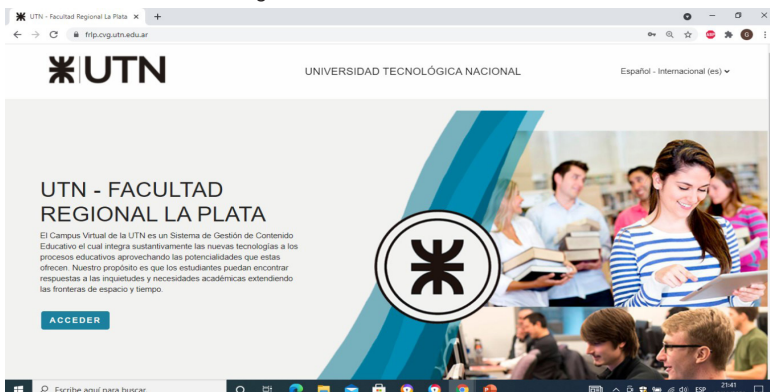 UTN - Facultad Regional La Plata
frlp.cvg.utn.edu.ar
UTN
UNIVERSIDAD TECNOLÓGICA NACIONAL
Español - Internacional (es)
UTN - FACULTAD
REGIONAL LA PLATA
El Campus Virtual de la UTN es un Sistema de Gestión de Contenido
Educativo el cual integra sustantivamente las nuevas tecnologías a los
procesos educativos aprovechando las potencialidades que estas
ofrecen. Nuestro propósito es que los estudiantes puedan encontrar
respuestas a las inquietudes y necesidades académicas extendiendo
las fronteras de espacio y tiempo.
ACCEDER
Escribe aquí para buscar
ESP
21:41